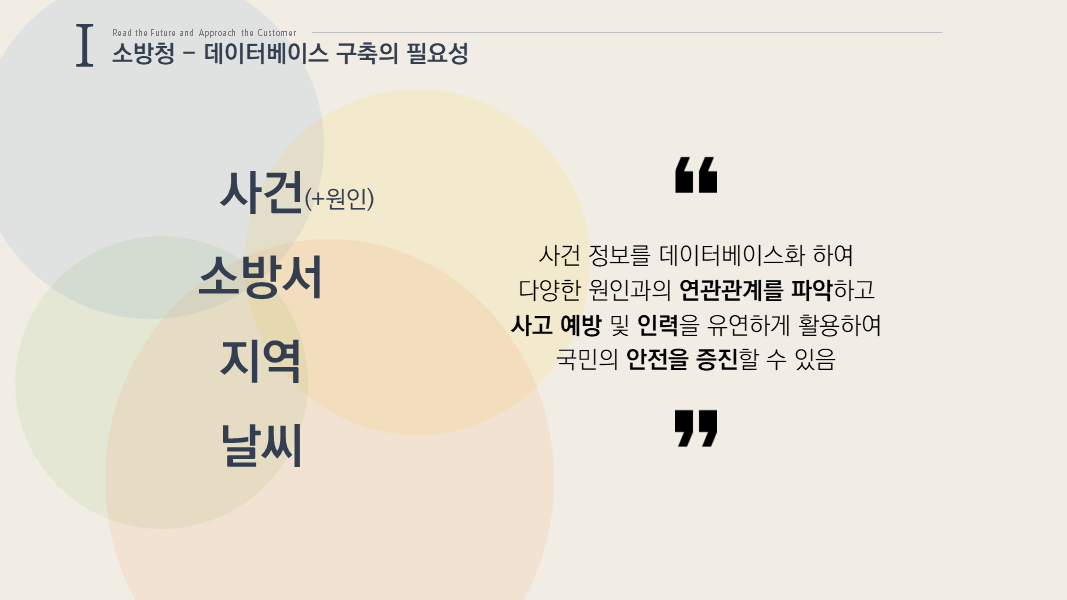 I
Read the Future and Approach the Customer
소방청 – 데이터베이스 구축의 필요성
사건(+원인)
소방서
지역
날씨
❝
사건 정보를 데이터베이스화 하여
다양한 원인과의 연관관계를 파악하고
사고 예방 및 인력을 유연하게 활용하여
국민의 안전을 증진할 수 있음
❞